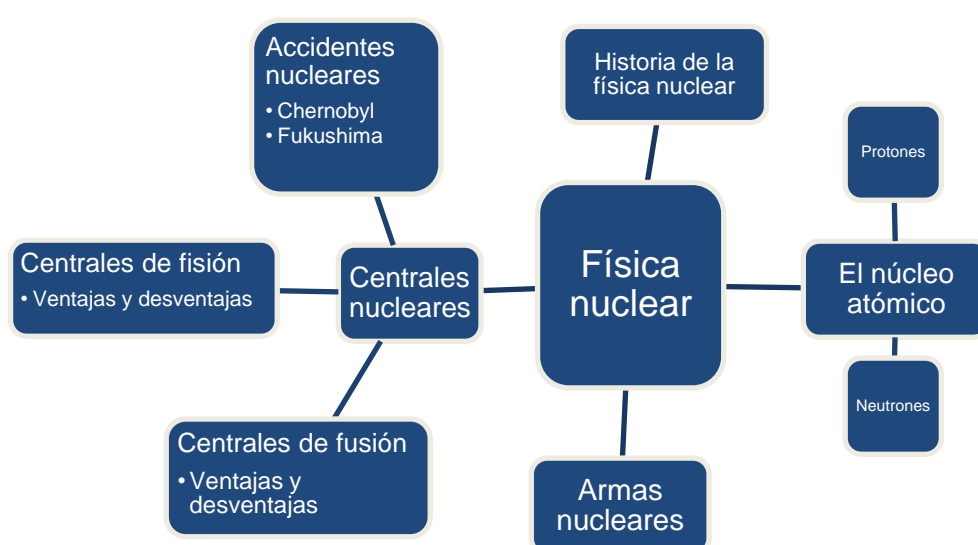 Accidentes
nucleares
• Chernobyl
• Fukushima
Historia de la
física nuclear
Protones
Centrales de fisión
• Ventajas y desventajas
Centrales
nucleares
Física
nuclear
El núcleo
atómico
Neutrones
Centrales de fusión
• Ventajas y
desventajas
Armas
nucleares